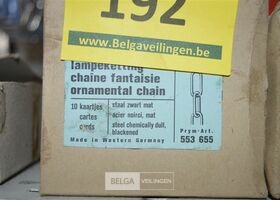 192
www.Belgaveilingen.be
lampeketting
chaine fantaisie
ornamental chain
10 kaartjes
cartes
cards
staal zwart mat
acier noirci, mat
steel chemically dull,
blackened
Prym-Art.
553 655
Made in Western Germany
BELGA VEILINGEN